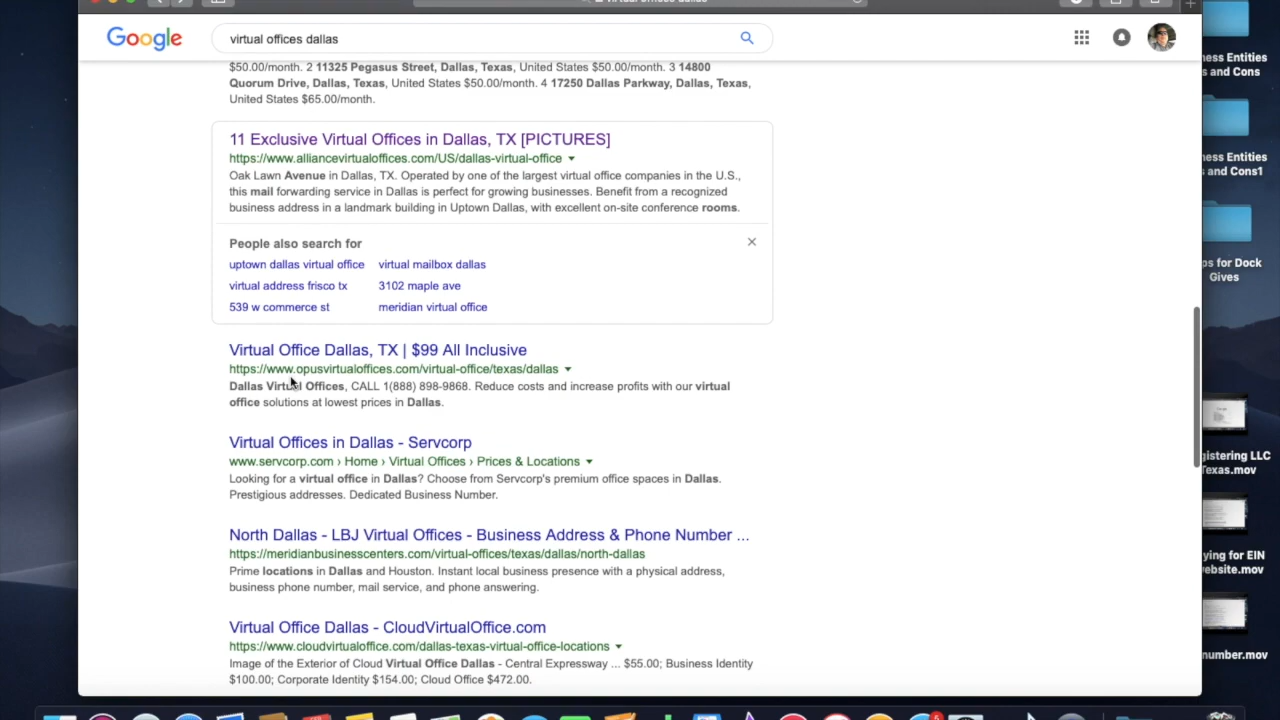 Google
virtual offices dallas
$50.00/month. 2 11325 Pegasus Street, Dallas, Texas, United States $50.00/month. 3 14800
Quorum Drive, Dallas, Texas, United States $50.00/month. 4 17250 Dallas Parkway, Dallas, Texas,
United States $65.00/month.
11 Exclusive Virtual Offices in Dallas, TX [PICTURES]
https://www.alliancevirtualoffices.com/US/dallas-virtual-office
Oak Lawn Avenue in Dallas, TX. Operated by one of the largest virtual office companies in the U.S.,
this mail forwarding service in Dallas is perfect for growing businesses. Benefit from a recognized
business address in a landmark building in Uptown Dallas, with excellent on-site conference rooms.
People also search for
uptown dallas virtual office virtual mailbox dallas
virtual address frisco tx 3102 maple ave
539 w commerce st meridian virtual office
Virtual Office Dallas, TX | $99 All Inclusive
https://www.opusvirtualoffices.com/virtual-office/texas/dallas
Dallas Virtual Offices, CALL 1(888) 898-9868. Reduce costs and increase profits with our virtual
office solutions at lowest prices in Dallas.
Virtual Offices in Dallas - Servcorp
www.servcorp.com › Home › Virtual Offices › Prices & Locations
Looking for a virtual office in Dallas? Choose from Servcorp's premium office spaces in Dallas.
Prestigious addresses. Dedicated Business Number.
North Dallas - LBJ Virtual Offices - Business Address & Phone Number ...
https://meridianbusinesscenters.com/virtual-offices/texas/dallas/north-dallas
Prime locations in Dallas and Houston. Instant local business presence with a physical address,
business phone number, mail service, and phone answering.
Virtual Office Dallas - CloudVirtualOffice.com
https://www.cloudvirtualoffice.com/dallas-texas-virtual-office-locations
Image of the Exterior of Cloud Virtual Office Dallas - Central Expressway ... $55.00; Business Identity
$100.00; Corporate Identity $154.00; Cloud Office $472.00.
ness Entities
s and Cons
ness Entities
s and Cons1
ps for Dock
Gives
gistering LLC
Texas.mov
ying for EIN
ebsite.mov
number.mov